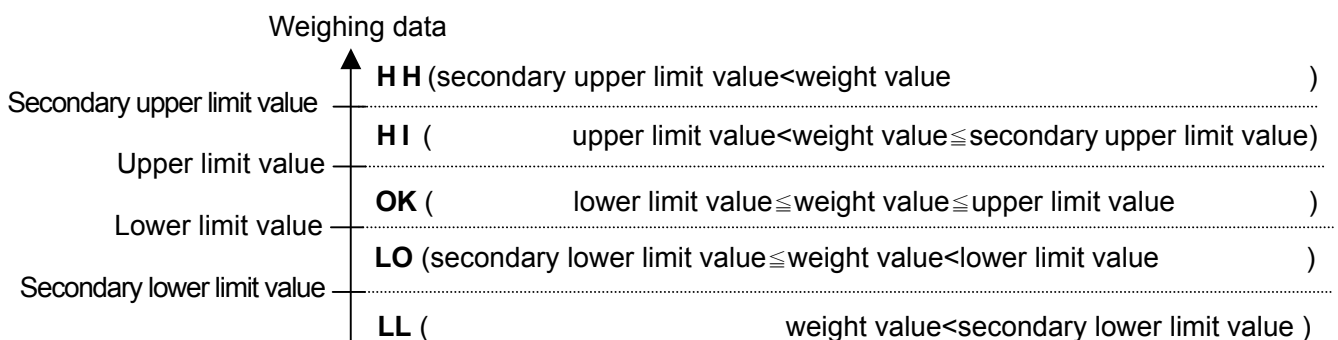 Weighing data
HH (secondary upper limit value<weight value )
Secondary upper limit value
HI ( upper limit value<weight value≦secondary upper limit value)
Upper limit value
OK ( lower limit value≦weight value≦upper limit value )
Lower limit value
LO (secondary lower limit value≦weight value<lower limit value )
Secondary lower limit value
LL ( weight value<secondary lower limit value )